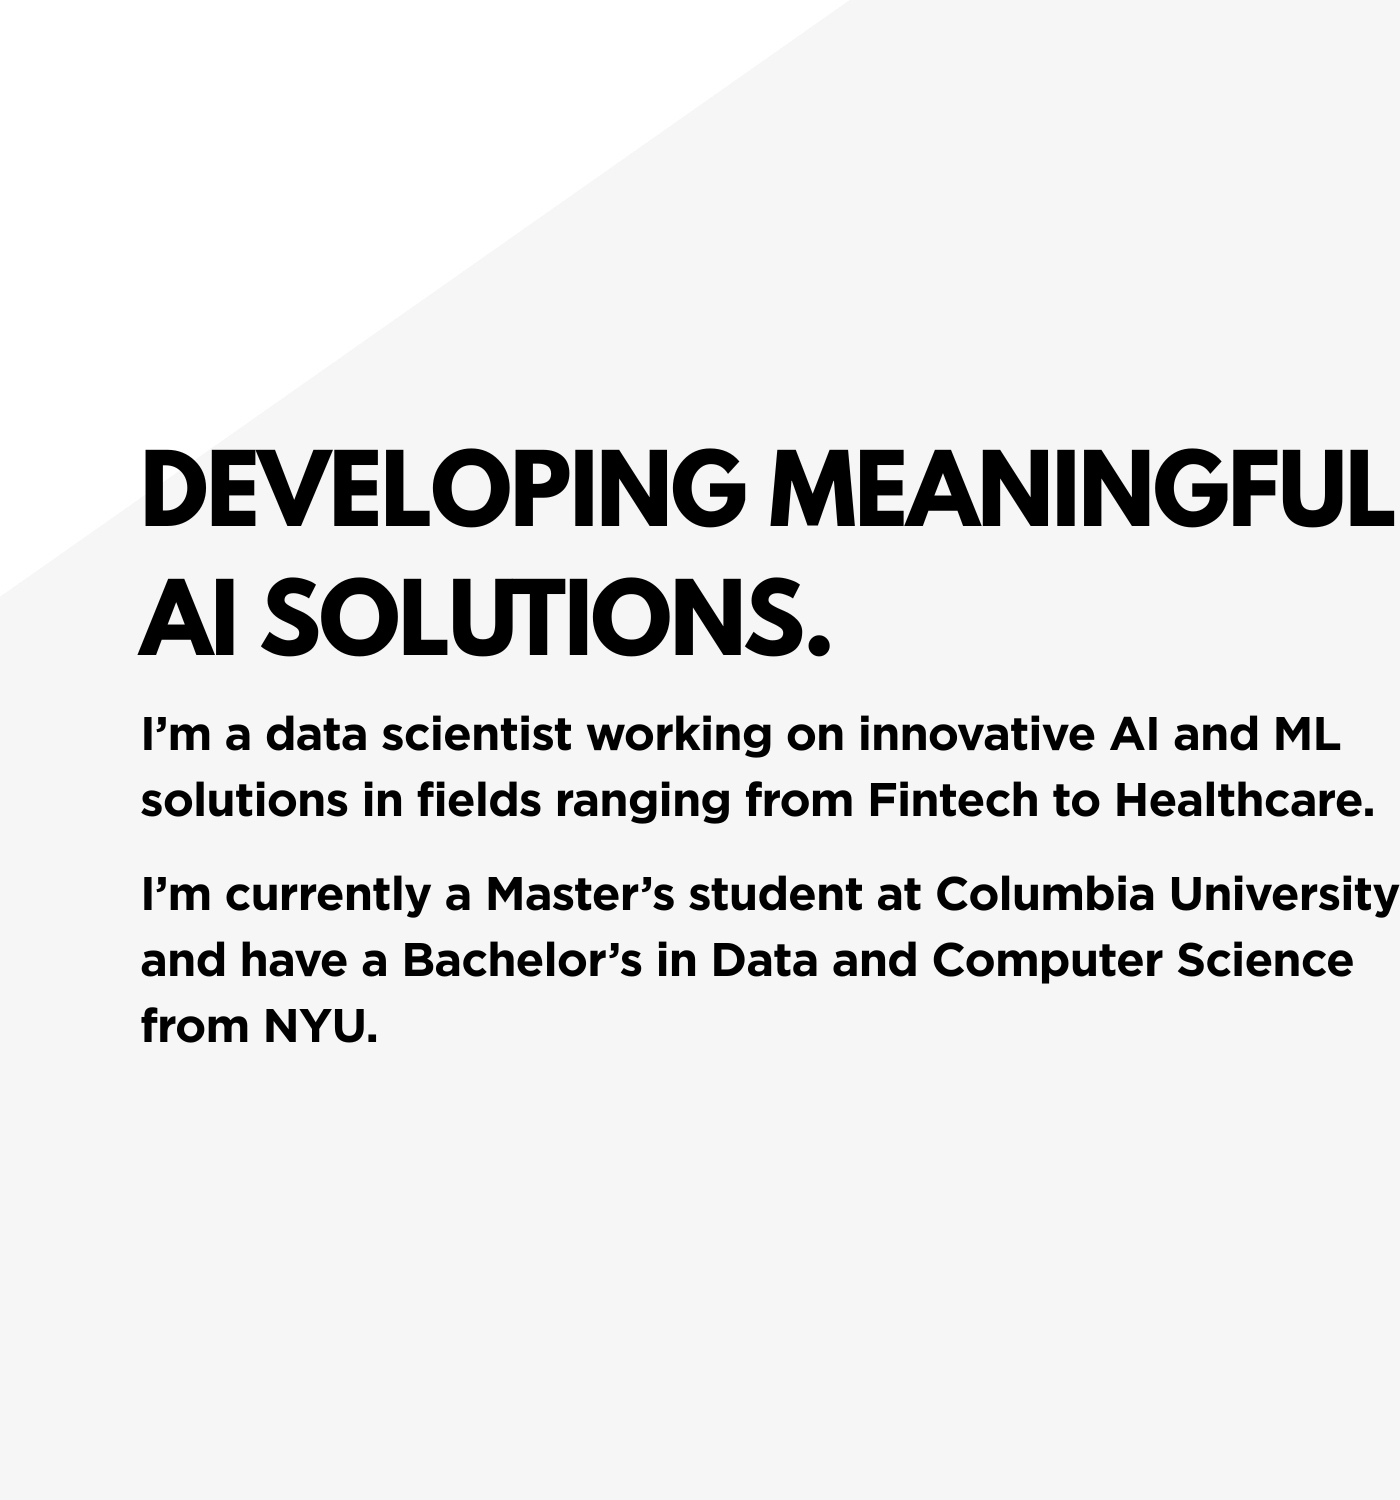 DEVELOPING MEANINGFUL
AI SOLUTIONS.
I’m a data scientist working on innovative AI and ML
solutions in fields ranging from Fintech to Healthcare.
I’m currently a Master’s student at Columbia University
and have a Bachelor’s in Data and Computer Science
from NYU.